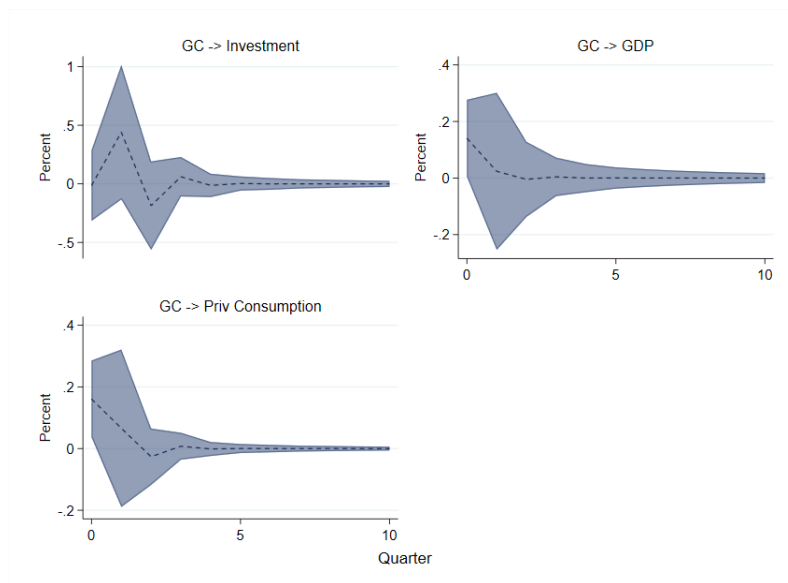 GC -> Investment
Percent
1
.5
0
-.5
GC -> GDP
Percent
.4
.2
0
-.2
0 5 10
GC -> Priv Consumption
Percent
.4
.2
0
-.2
0 5 10
Quarter